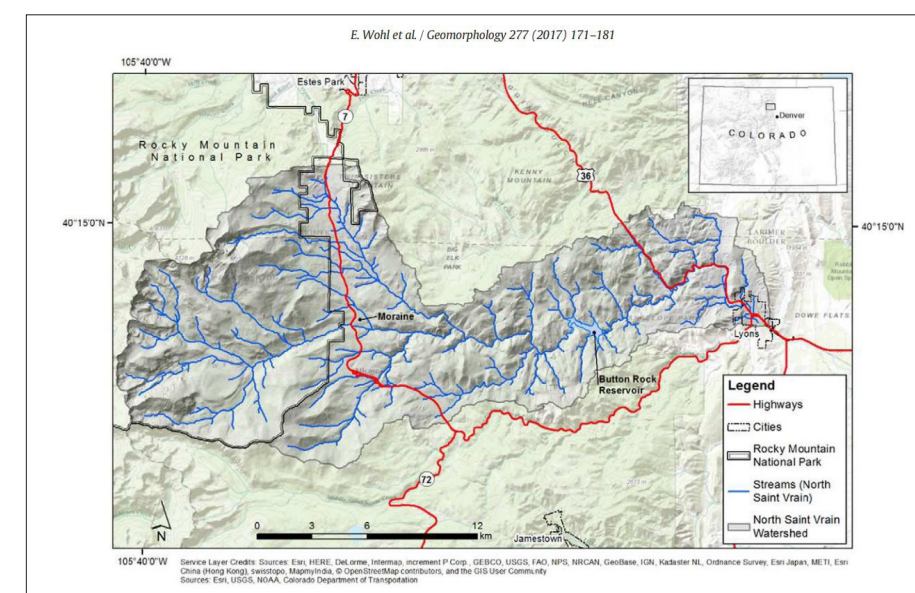 E. Wohl et al. / Geomorphology 277 (2017) 171–181
105°40'0"W
Estes Park
7
Rocky Mountain
National Park
Denver
COLORADO
36
KENNY
MOUNTAIN
40°15'0"N
40°15'0"N
LARIMER
BOULDER
BIG
ELK
PARK
Moraine
Lyons
DOWE FLATS
Button Rock
Reservoir
Legend
Highways
Cities
Rocky Mountain
National Park
Streams (North
Saint Vrain)
North Saint Vrain
Watershed
72
N
0 3 6 12
km
Jamestown
105°40'0"W
Service Layer Credits: Sources: Esri, HERE, DeLorme, Intermap, increment P Corp., GEBCO, USGS, FAO, NPS, NRCAN, GeoBase, IGN, Kadaster NL, Ordnance Survey, Esri Japan, METI, Esri
China (Hong Kong), swisstopo, MapmyIndia, © OpenStreetMap contributors, and the GIS User Community
Sources: Esri, USGS, NOAA, Colorado Department of Transportation